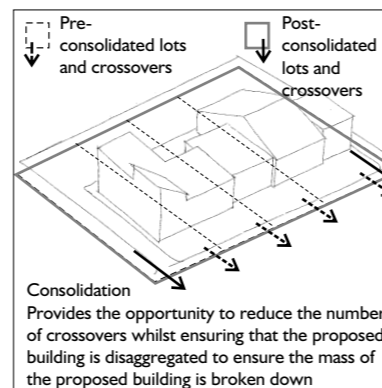 Pre-
consolidated lots
and crossovers
Post-
consolidated
lots and
crossovers
Consolidation
Provides the opportunity to reduce the number
of crossovers whilst ensuring that the proposed
building is disaggregated to ensure the mass of
the proposed building is broken down